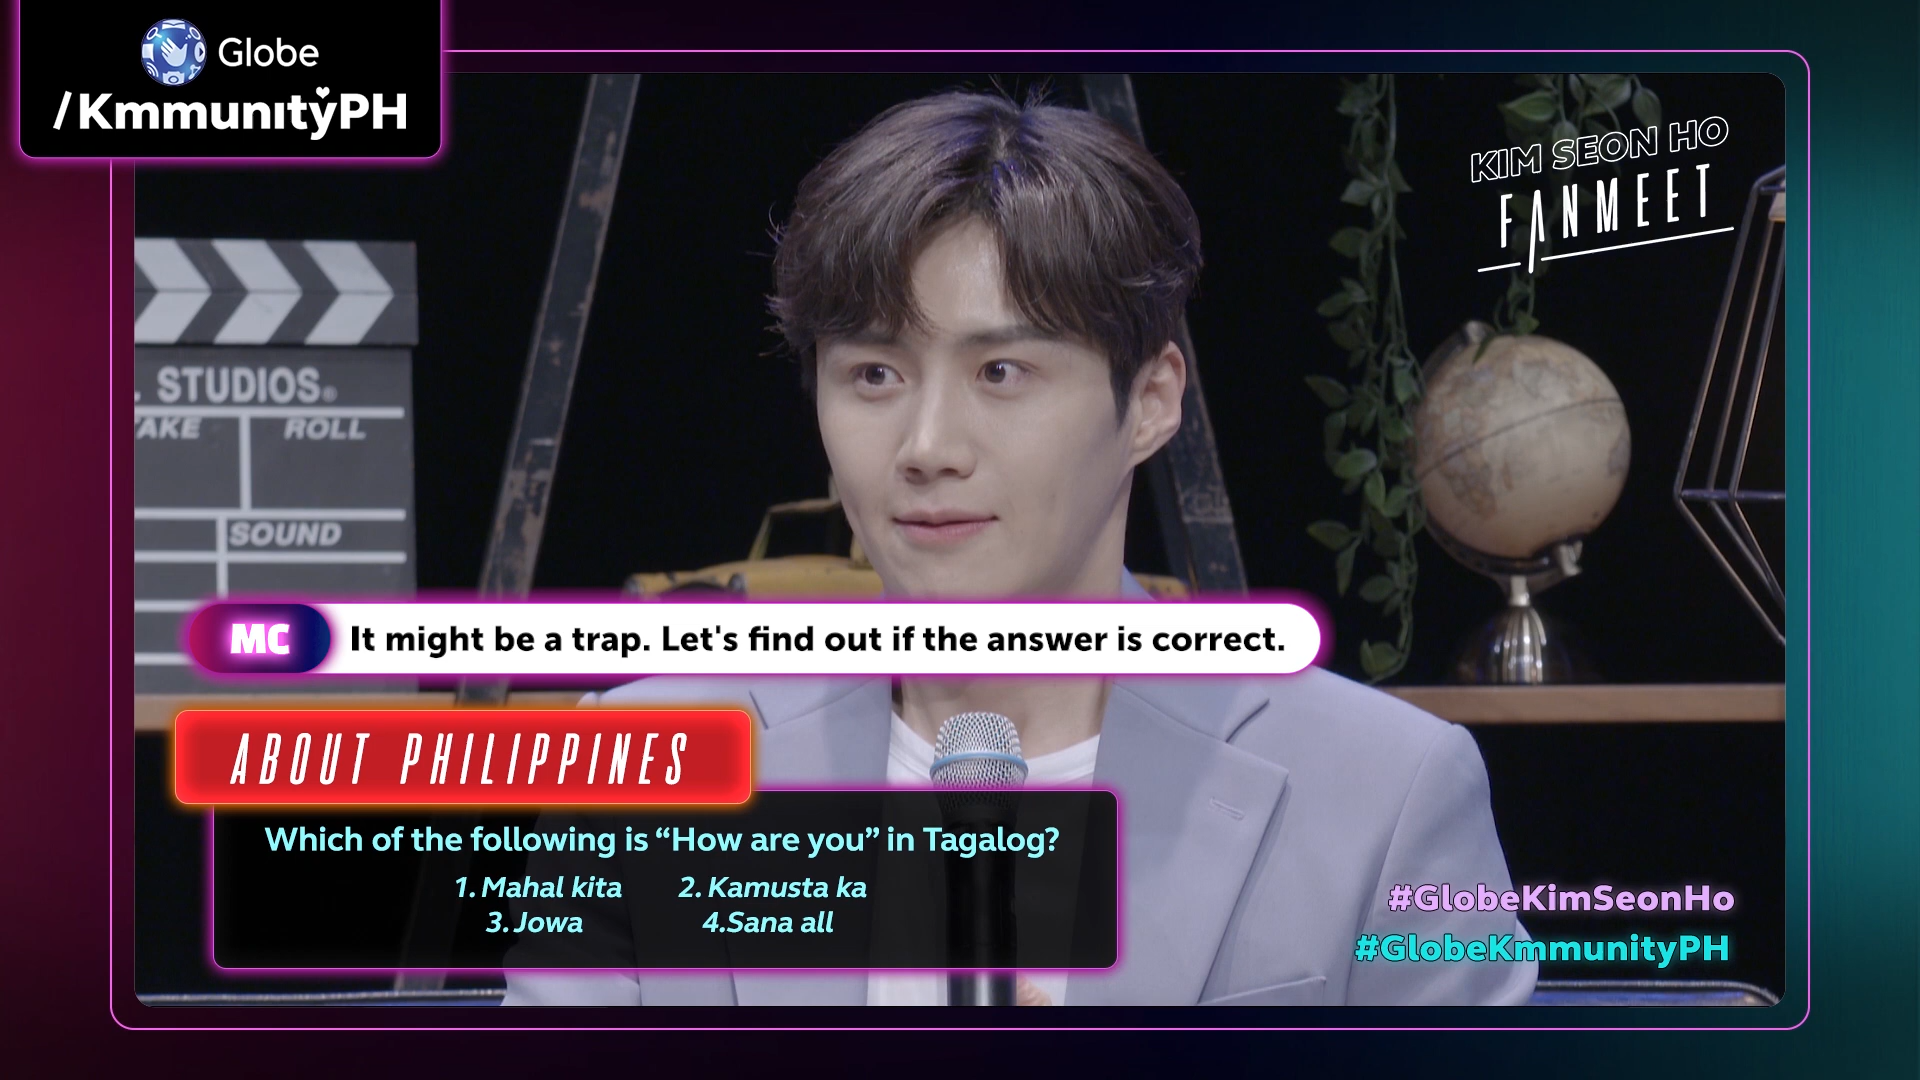 Globe
/KmmunityPH
KIM SEON HO
FANMEET
STUDIOS®
TAKE ROLL
SOUND
MC It might be a trap. Let's find out if the answer is correct.
ABOUT PHILIPPINES
Which of the following is “How are you” in Tagalog?
1. Mahal kita 2. Kamusta ka
3. Jowa 4.Sana all
#GlobeKimSeonHo
#GlobeKmmunityPH